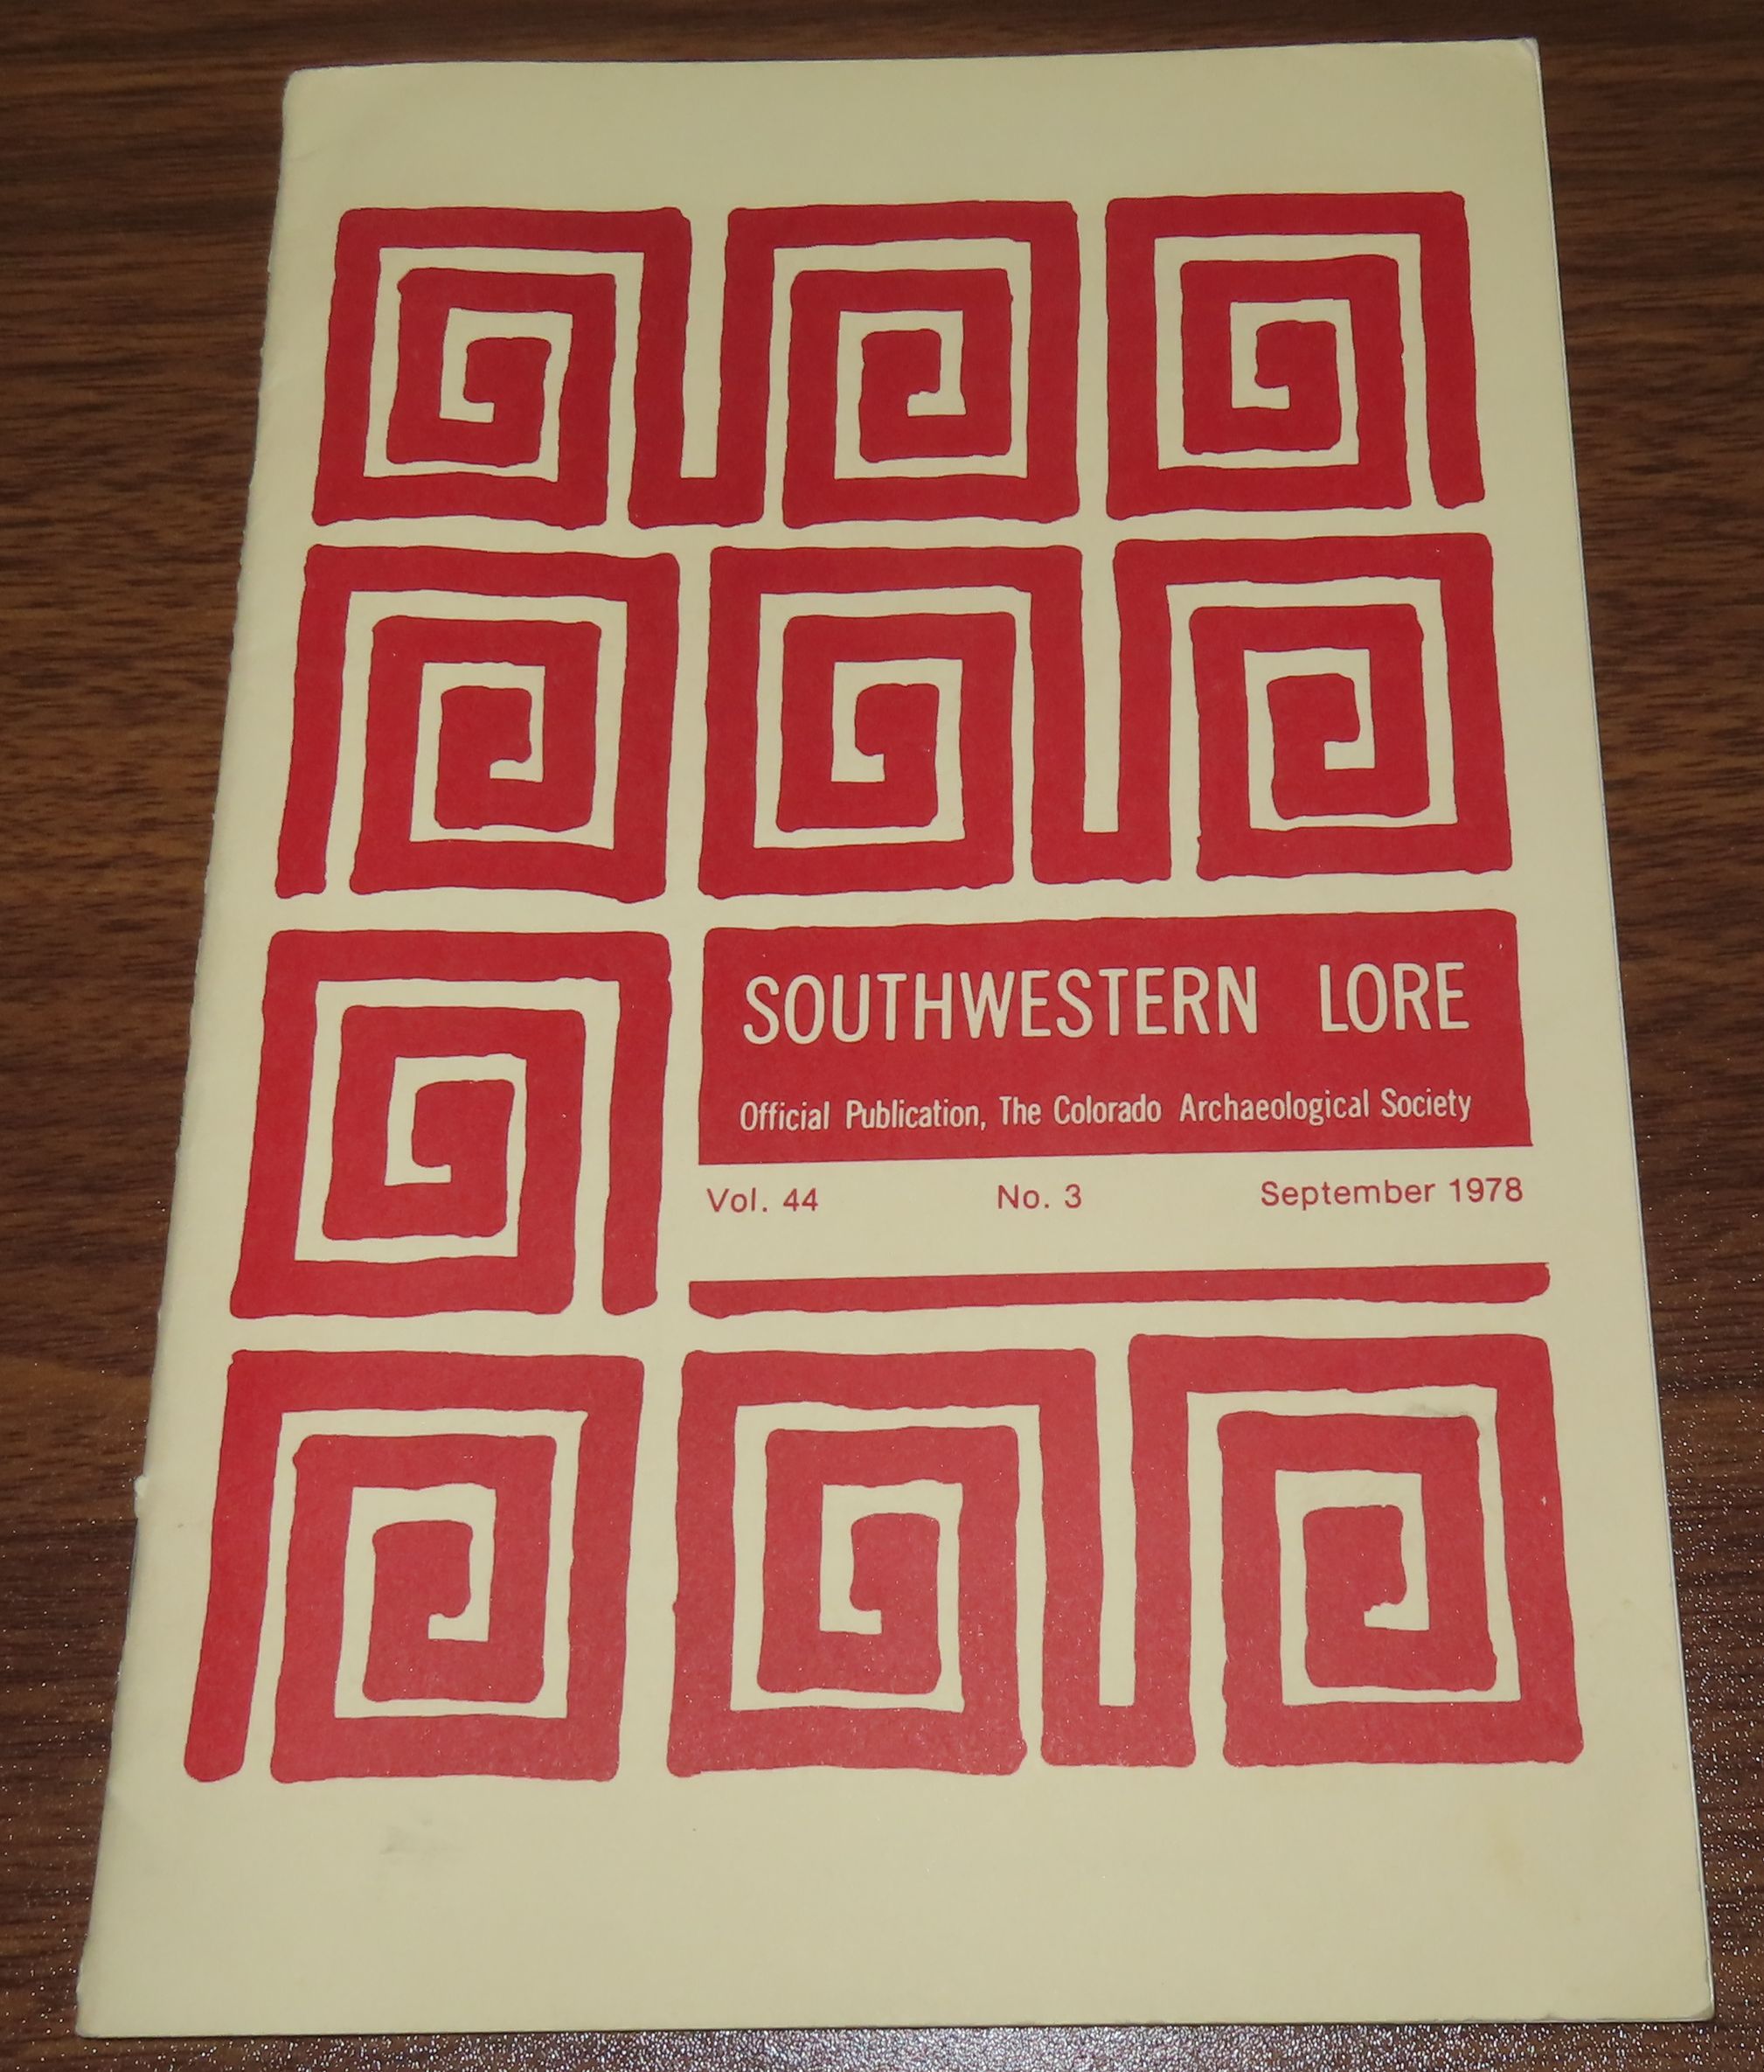 SOUTHWESTERN LORE
Official Publication, The Colorado Archaeological Society
Vol. 44 No. 3 September 1978